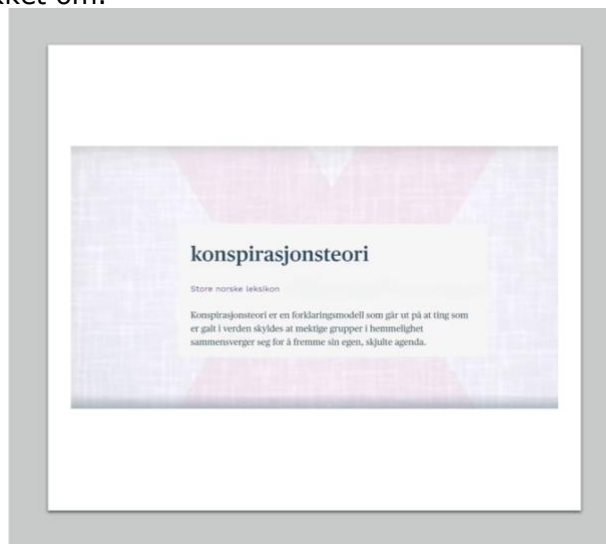 konspirasjonsteori
Store norske leksikon
Konspirasjonsteori er en forklaringsmodell som går ut på at ting som
er galt i verden skyldes at mektige grupper i hemmelighet
sammensverger seg for å fremme sin egen, skjulte agenda.